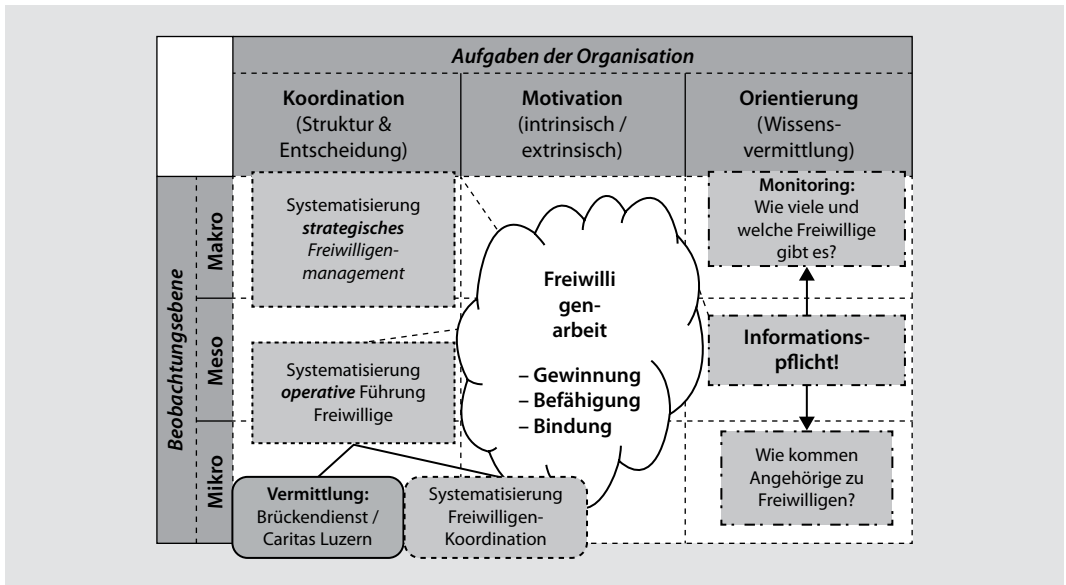 Aufgaben der Organisation
Koordination
(Struktur &
Entscheidung)
Motivation
(intrinsisch /
extrinsisch)
Orientierung
(Wissens-
vermittlung)
Beobachtungsebene
Makro
Systematisierung
strategisches
Freiwilligen-
management
Monitoring:
Wie viele und
welche Freiwillige
gibt es?
Freiwilli
gen-
arbeit
– Gewinnung
– Befähigung
– Bindung
Meso
Systematisierung
operative Führung
Freiwillige
Informations-
pflicht!
Mikro
Vermittlung:
Brückendienst /
Caritas Luzern
Systematisierung
Freiwilligen-
Koordination
Wie kommen
Angehörige zu
Freiwilligen?